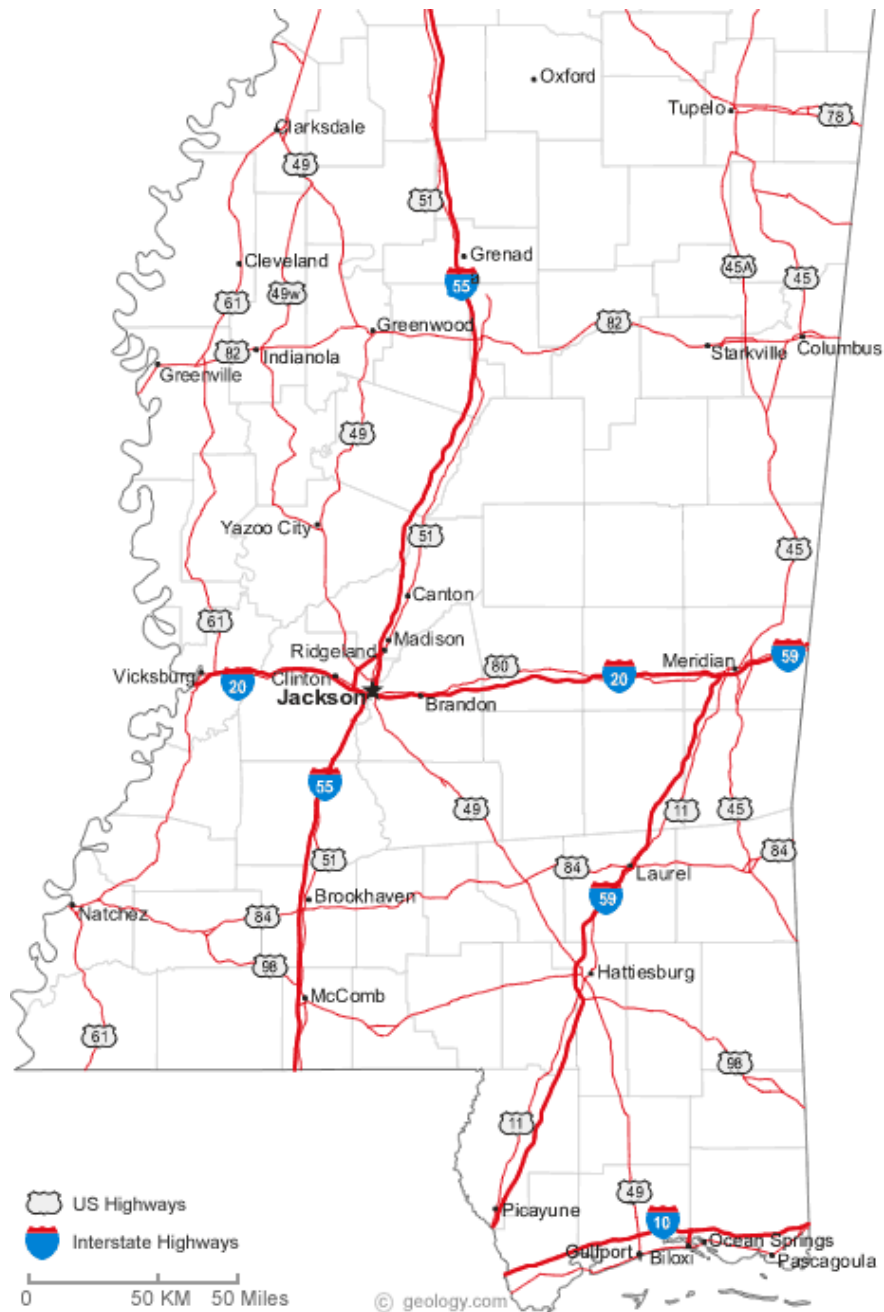 Oxford
Tupelo
78
Clarksdale
49
51
Grenad
Cleveland
49w
55
45A
45
61
Greenwood
82
82
Indianola
Starkville
Columbus
Greenville
49
Yazoo City
51
45
Canton
61
Madison
Ridgeland
80
Meridian
59
Vicksburg
20
Clinton
20
Jackson
Brandon
55
49
11
45
51
84
84
Laurel
Brookhaven
59
Natchez
84
98
Hattiesburg
McComb
61
98
11
US Highways
49
Picayune
10
Interstate Highways
Gulfport
Biloxi
Ocean Springs
Pascagoula
0 50 KM 50 Miles
© geology.com